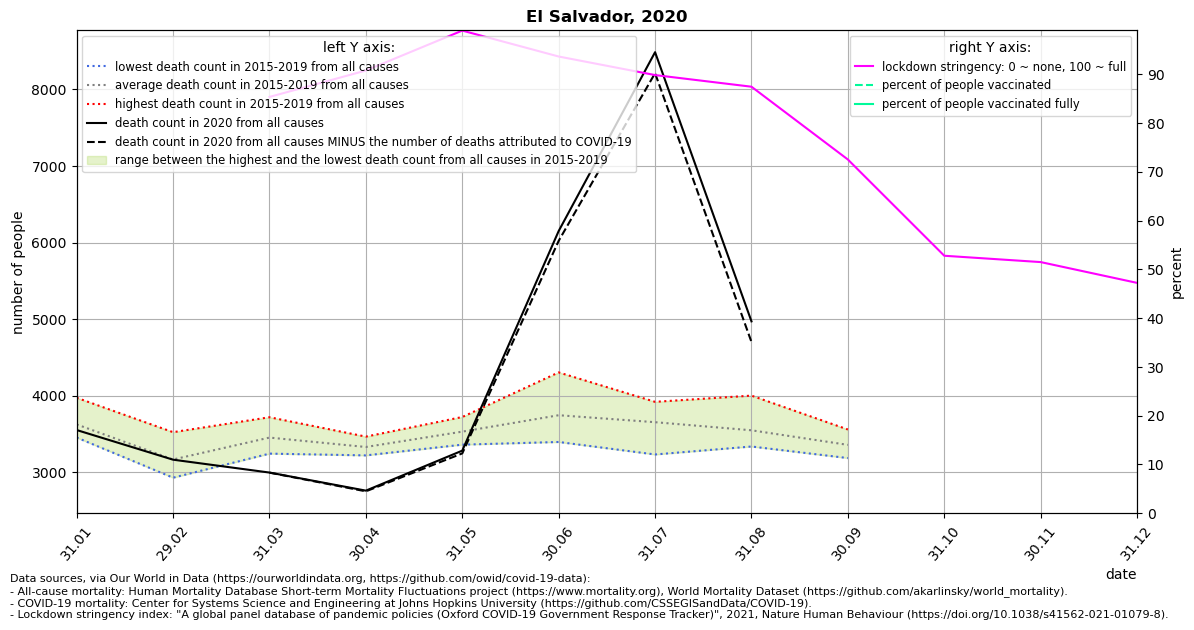 El Salvador, 2020
left Y axis:
lowest death count in 2015-2019 from all causes
average death count in 2015-2019 from all causes
highest death count in 2015-2019 from all causes
death count in 2020 from all causes
death count in 2020 from all causes MINUS the number of deaths attributed to COVID-19
range between the highest and the lowest death count from all causes in 2015-2019
right Y axis:
lockdown stringency: 0 ~ none, 100 ~ full
percent of people vaccinated
percent of people vaccinated fully
number of people
8000
7000
6000
5000
4000
3000
percent
90
80
70
60
50
40
30
20
10
0
31.01
29.02
31.03
30.04
31.05
30.06
31.07
31.08
30.09
31.10
30.11
31.12
date
Data sources, via Our World in Data (https://ourworldindata.org, https://github.com/owid/covid-19-data):
- All-cause mortality: Human Mortality Database Short-term Mortality Fluctuations project (https://www.mortality.org), World Mortality Dataset (https://github.com/akarlinsky/world_mortality).
- COVID-19 mortality: Center for Systems Science and Engineering at Johns Hopkins University (https://github.com/CSSEGISandData/COVID-19).
- Lockdown stringency index: "A global panel database of pandemic policies (Oxford COVID-19 Government Response Tracker)", 2021, Nature Human Behaviour (https://doi.org/10.1038/s41562-021-01079-8).